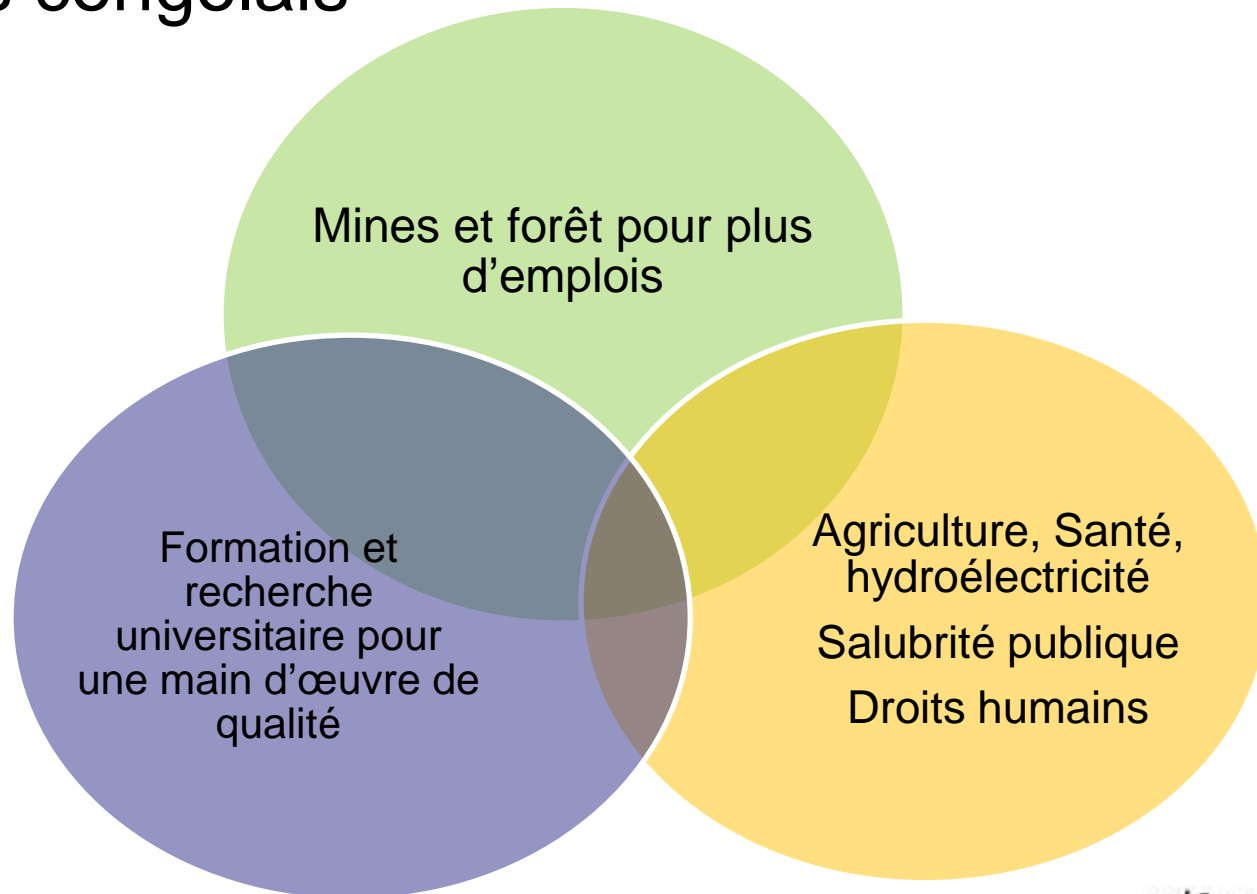 congolais
Mines et forêt pour plus
d'emplois
Formation et
recherche
universitaire pour
une main d'œuvre de
qualité
Agriculture, Santé,
hydroélectricité
Salubrité publique
Droits humains